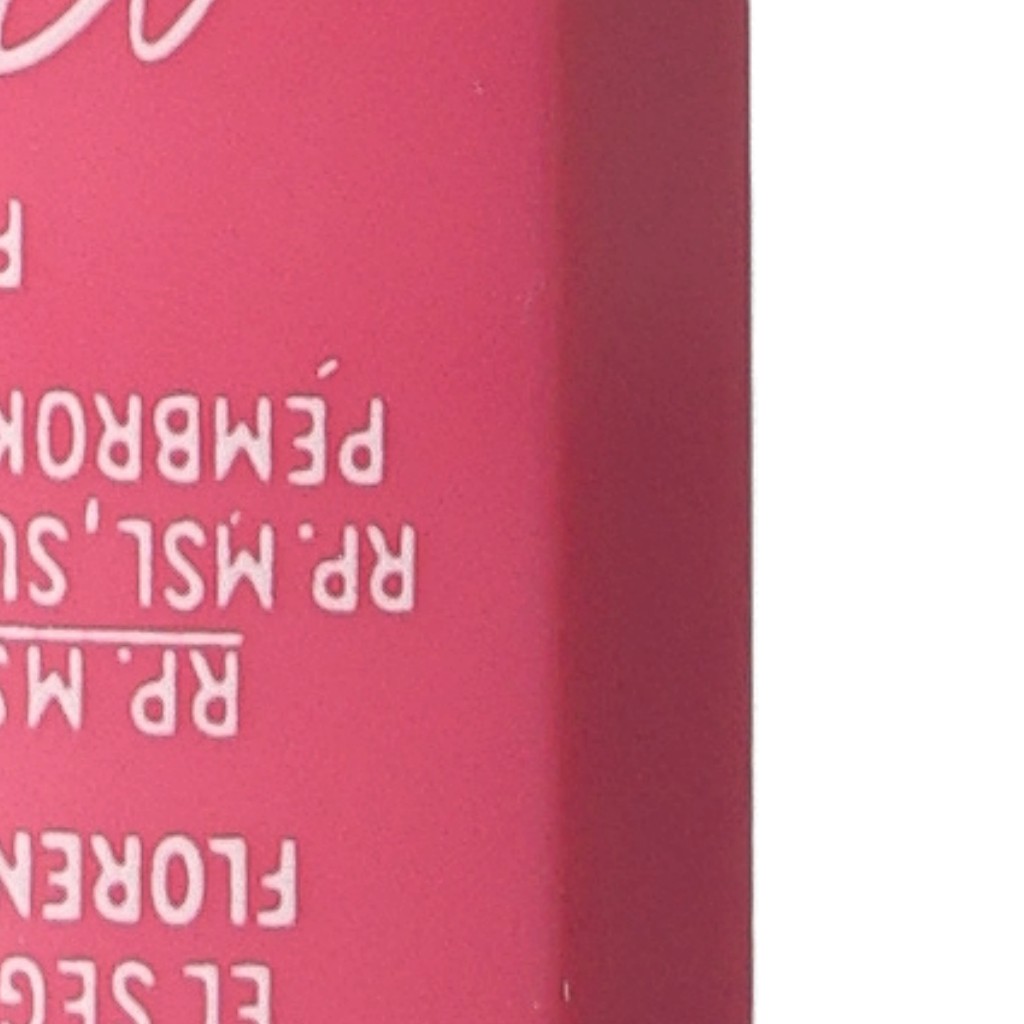 EL SEG
FLOREN
RP. MS
RP. MSL, SU
PEMBROK